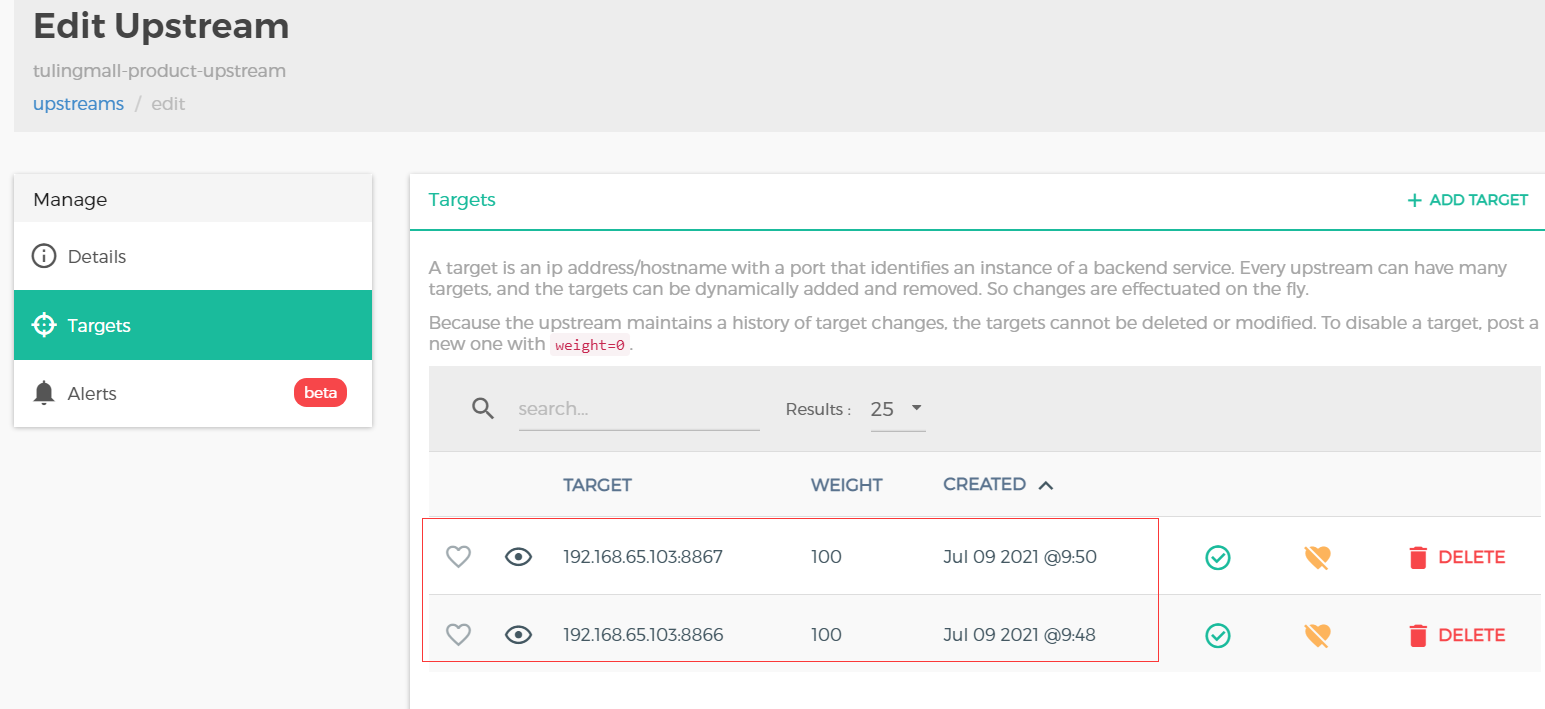 Edit Upstream
tulingmall-product-upstream
upstreams / edit
Manage
Details
Targets
Alerts beta
Targets
+ ADD TARGET
A target is an ip address/hostname with a port that identifies an instance of a backend service. Every upstream can have many
targets, and the targets can be dynamically added and removed. So changes are effectuated on the fly.
Because the upstream maintains a history of target changes, the targets cannot be deleted or modified. To disable a target, post a
new one with weight=0.
search... Results : 25
TARGET WEIGHT CREATED
192.168.65.103:8867 100 Jul 09 2021 @9:50 DELETE
192.168.65.103:8866 100 Jul 09 2021 @9:48 DELETE